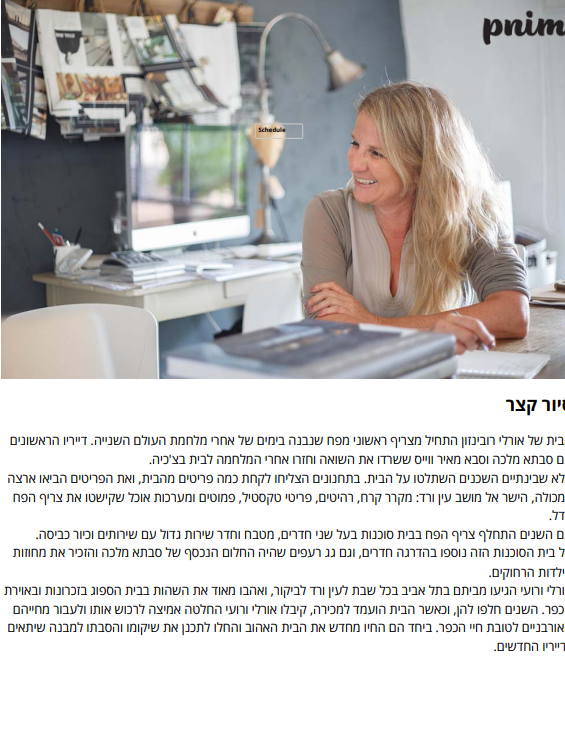 pnim
Schedule
סיור קצר
בית של אורלי רובינזון התחיל מצריף ראשוני מפח שנבנה בימים של אחרי מלחמת העולם השנייה. דייריו הראשונים
ם סבתא מלכה וסבא מאיר ווייס ששרדו את השואה וחזרו אחרי המלחמה לבית בצ'כיה.
לא שבינתיים השכנים השתלטו על הבית. בתחנונים הצליחו לקחת כמה פריטים מהבית, ואת הפריטים הביאו ארצה
מכולה, הישר אל מושב עין ורד: מקרר קרח, רהיטים, פריטי טקסטיל, פמוטים ומערכות אוכל שקישטו את צריף הפח
דל.
ם השנים התחלף צריף הפח בבית סוכנות בעל שני חדרים, מטבח וחדר שירות גדול עם שירותים וכיור כביסה.
ל בית הסוכנות הזה נוספו בהדרגה חדרים, וגם גג רעפים שהיה החלום הנכסף של סבתא מלכה והזכיר את מחוזות
ילדות הרחוקים.
ורלי ורועי הגיעו מביתם בתל אביב בכל שבת לעין ורד לביקור, ואהבו מאוד את השהות בבית הספוג בזכרונות ובאוירת
כפר. השנים חלפו להן, וכאשר הבית הועמד למכירה, קיבלו אורלי ורועי החלטה אמיצה לרכוש אותו ולעבור מחייהם
אורבניים לטובת חיי הכפר. ביחד הם החיו מחדש את הבית האהוב והחלו לתכנן את שיקומו והסבתו למבנה שיתאים
דייריו החדשים.